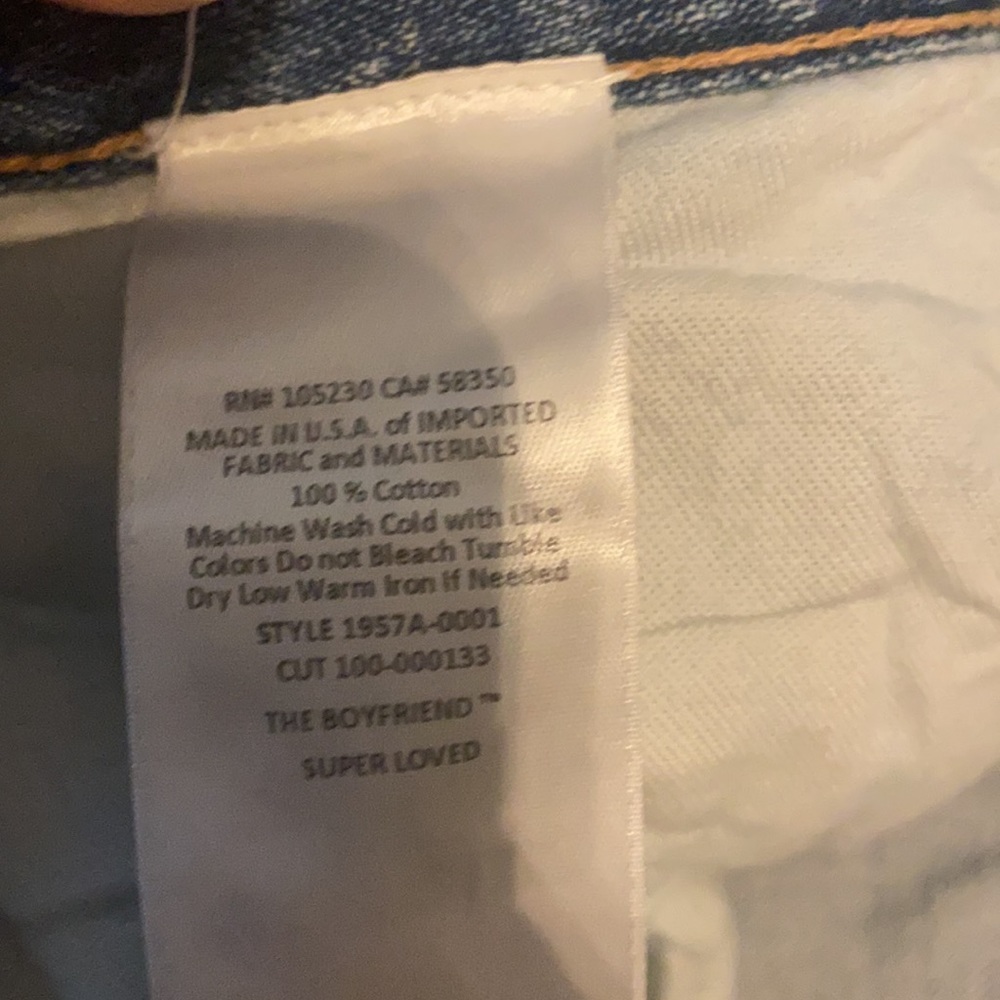 RN# 105230 CA# 58350
MADE IN U.S.A. of IMPORTED
FABRIC and MATERIALS
100 % Cotton
Machine Wash Cold with Like
Colors Do not Bleach Tumble
Dry Low Warm Iron If Needed
STYLE 1957A-0001
CUT 100-000133
THE BOYFRIEND ™
SUPER LOVED